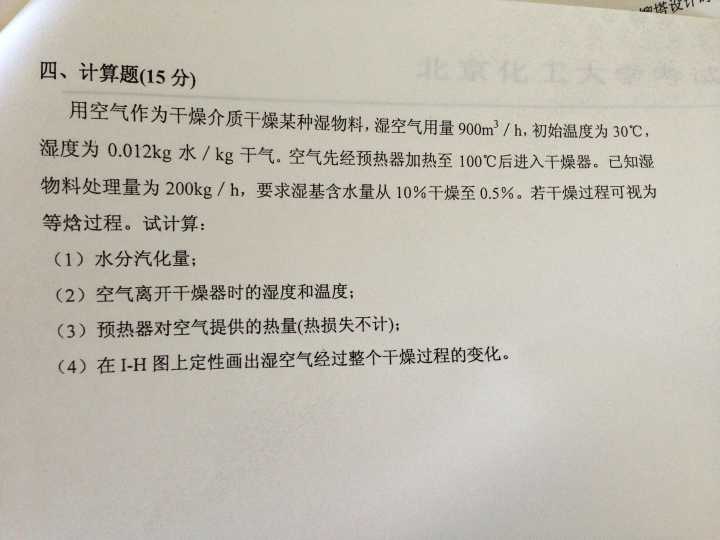 馏塔设计
北京化工大学考试
四、计算题(15 分)
用空气作为干燥介质干燥某种湿物料,湿空气用量 900m³／h,初始温度为 30℃,
湿度为 0.012kg 水／kg 干气。空气先经预热器加热至 100℃后进入干燥器。已知湿
物料处理量为 200kg／h,要求湿基含水量从 10%干燥至 0.5%。若干燥过程可视为
等焓过程。试计算:
（1）水分汽化量;
（2）空气离开干燥器时的湿度和温度;
（3）预热器对空气提供的热量(热损失不计);
（4）在 I-H 图上定性画出湿空气经过整个干燥过程的变化。